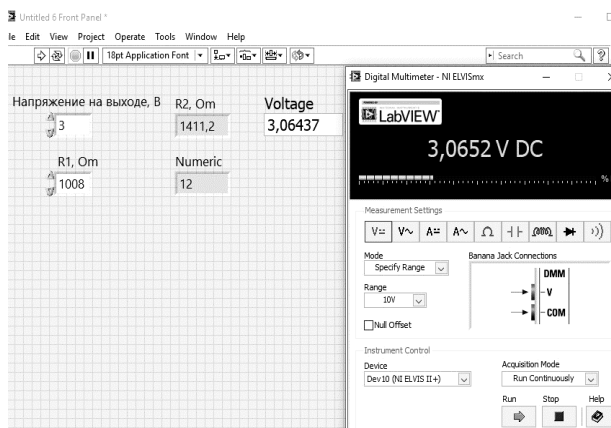 Untitled 6 Front Panel *
le Edit View Project Operate Tools Window Help
18pt Application Font
Search
?
Напряжение на выходе, В
3
R2, Om
1411,2
Voltage
3,06437
R1, Om
1008
Numeric
12
Digital Multimeter - NI ELVISmx
LabVIEW
3,0652 V DC
%
Measurement Settings
V= V~ A= A~ Ω
Mode
Specify Range
Range
10V
Null Offset
Banana Jack Connections
DMM
V
COM
Instrument Control
Device
Dev10 (NI ELVIS II+)
Acquisition Mode
Run Continuously
Run Stop Help